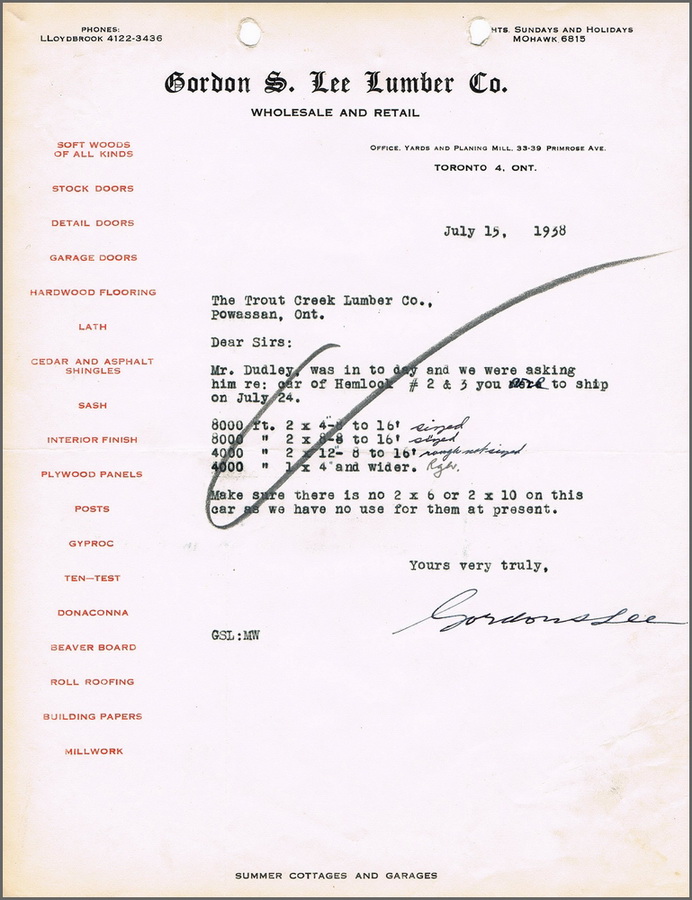 PHONES:
LLOYDBROOK 4122-3436
HTS, SUNDAYS AND HOLIDAYS
MOHAWK 6815
Gordon S. Lee Lumber Co.
WHOLESALE AND RETAIL
OFFICE, YARDS AND PLANING MILL, 33-39 PRIMROSE AVE.
TORONTO 4, ONT.
SOFT WOODS
OF ALL KINDS
STOCK DOORS
DETAIL DOORS
GARAGE DOORS
HARDWOOD FLOORING
LATH
CEDAR AND ASPHALT
SHINGLES
SASH
INTERIOR FINISH
PLYWOOD PANELS
POSTS
GYPROC
TEN—TEST
DONACONNA
BEAVER BOARD
ROLL ROOFING
BUILDING PAPERS
MILLWORK
July 15, 1938
The Trout Creek Lumber Co.,
Powassan, Ont.
Dear Sirs:
Mr. Dudley, was in to day and we were asking
him re: car of Hemlock # 2 & 3 you are to ship
on July 24.
8000 ft. 2 x 4-8 to 16' sized
8000 " 2 x 8-8 to 16' sized
4000 " 2 x 12- 8 to 16' rough not sized
4000 " 1 x 4 and wider. Rgh.
Make sure there is no 2 x 6 or 2 x 10 on this
car as we have no use for them at present.
Yours very truly,
Gordon S Lee
GSL:MW
SUMMER COTTAGES AND GARAGES